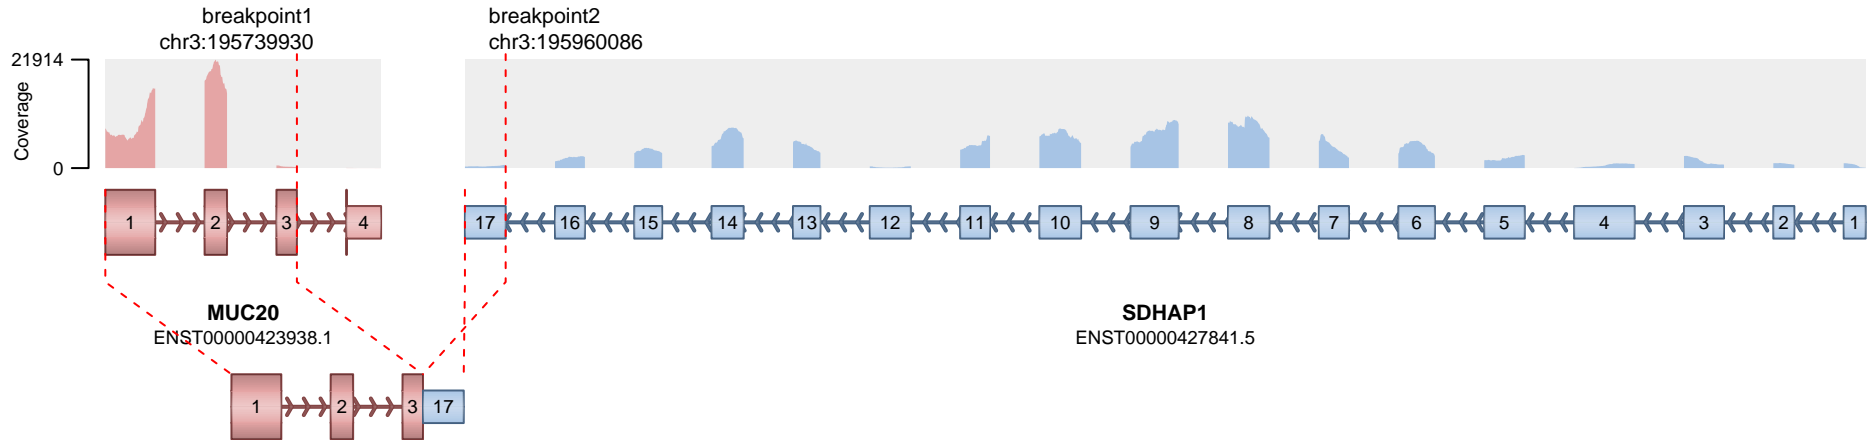 breakpoint1
chr3:195739930
breakpoint2
chr3:195960086
21914
Coverage
0
1 2 3 4
17 16 15 14 13 12 11 10 9 8 7 6 5 4 3 2 1
MUC20
ENST00000423938.1
SDHAP1
ENST00000427841.5
1 2 3 17